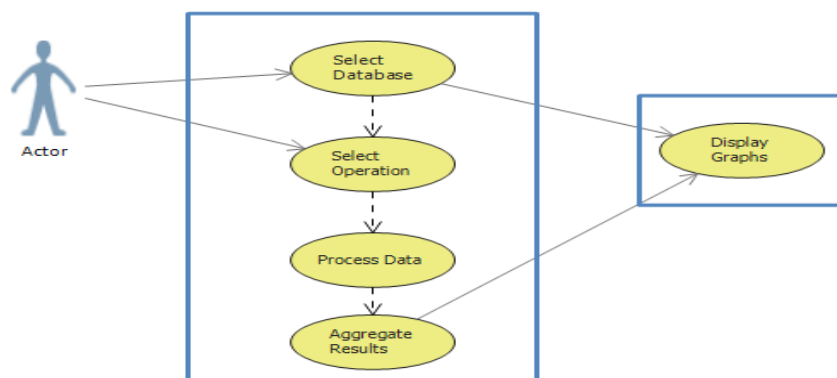 Actor
Select
Database
Select
Operation
Process Data
Aggregate
Results
Display
Graphs